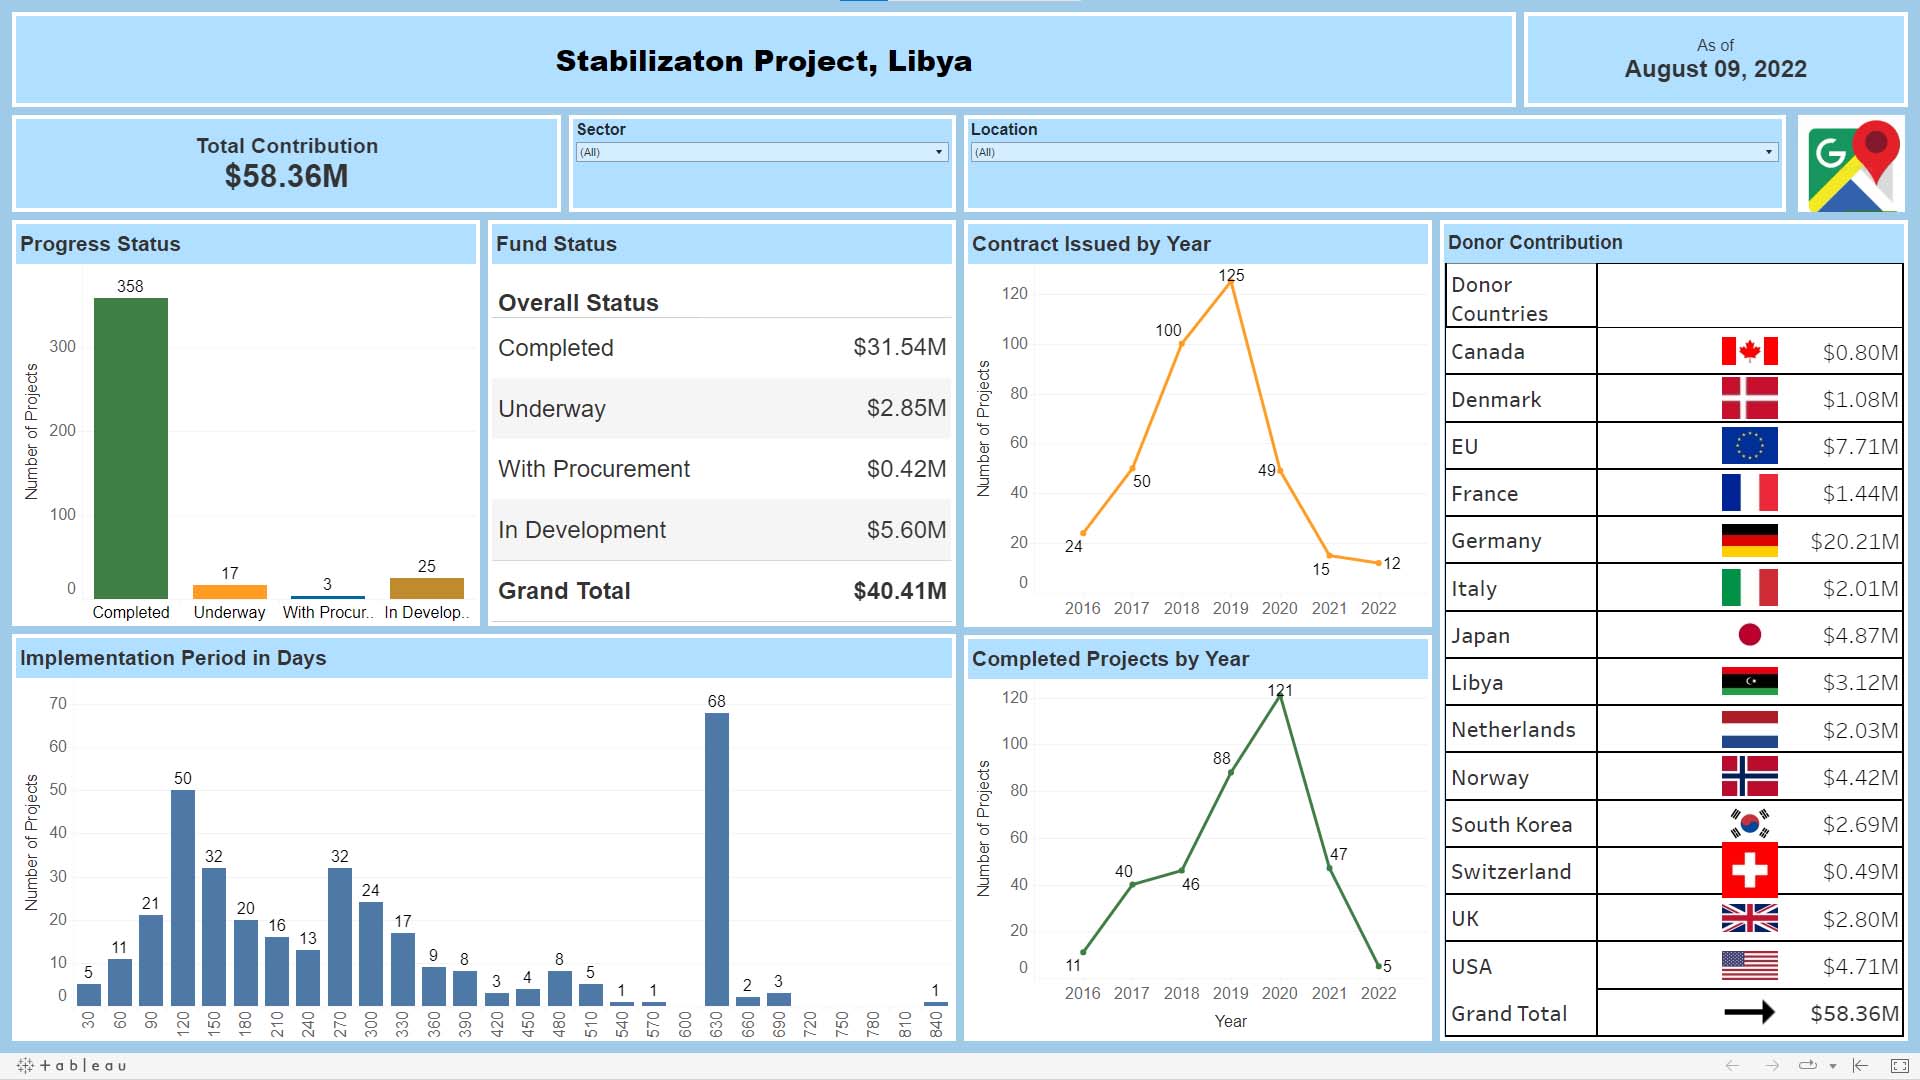 Stabilizaton Project, Libya
As of
August 09, 2022
Total Contribution
$58.36M
Sector
(All)
Location
(All)
G
Progress Status
Number of Projects
300
200
100
0
358
17
3
25
Completed
Underway
With Procur..
In Develop..
Fund Status
Overall Status
Completed $31.54M
Underway $2.85M
With Procurement $0.42M
In Development $5.60M
Grand Total $40.41M
Contract Issued by Year
Number of Projects
120
100
80
60
40
20
0
24
50
100
125
49
15
12
2016 2017 2018 2019 2020 2021 2022
Donor Contribution
Donor
Countries
Canada $0.80M
Denmark $1.08M
EU $7.71M
France $1.44M
Germany $20.21M
Italy $2.01M
Japan $4.87M
Libya $3.12M
Netherlands $2.03M
Norway $4.42M
South Korea $2.69M
Switzerland $0.49M
UK $2.80M
USA $4.71M
Grand Total $58.36M
Implementation Period in Days
Number of Projects
70
60
50
40
30
20
10
0
5
11
21
50
32
20
16
13
32
24
17
9
8
3
4
8
5
1
1
68
2
3
1
30 60 90 120 150 180 210 240 270 300 330 360 390 420 450 480 510 540 570 600 630 660 690 720 750 780 810 840
Completed Projects by Year
Number of Projects
120
100
80
60
40
20
0
11
40
46
88
121
47
5
2016 2017 2018 2019 2020 2021 2022
Year
+ableau